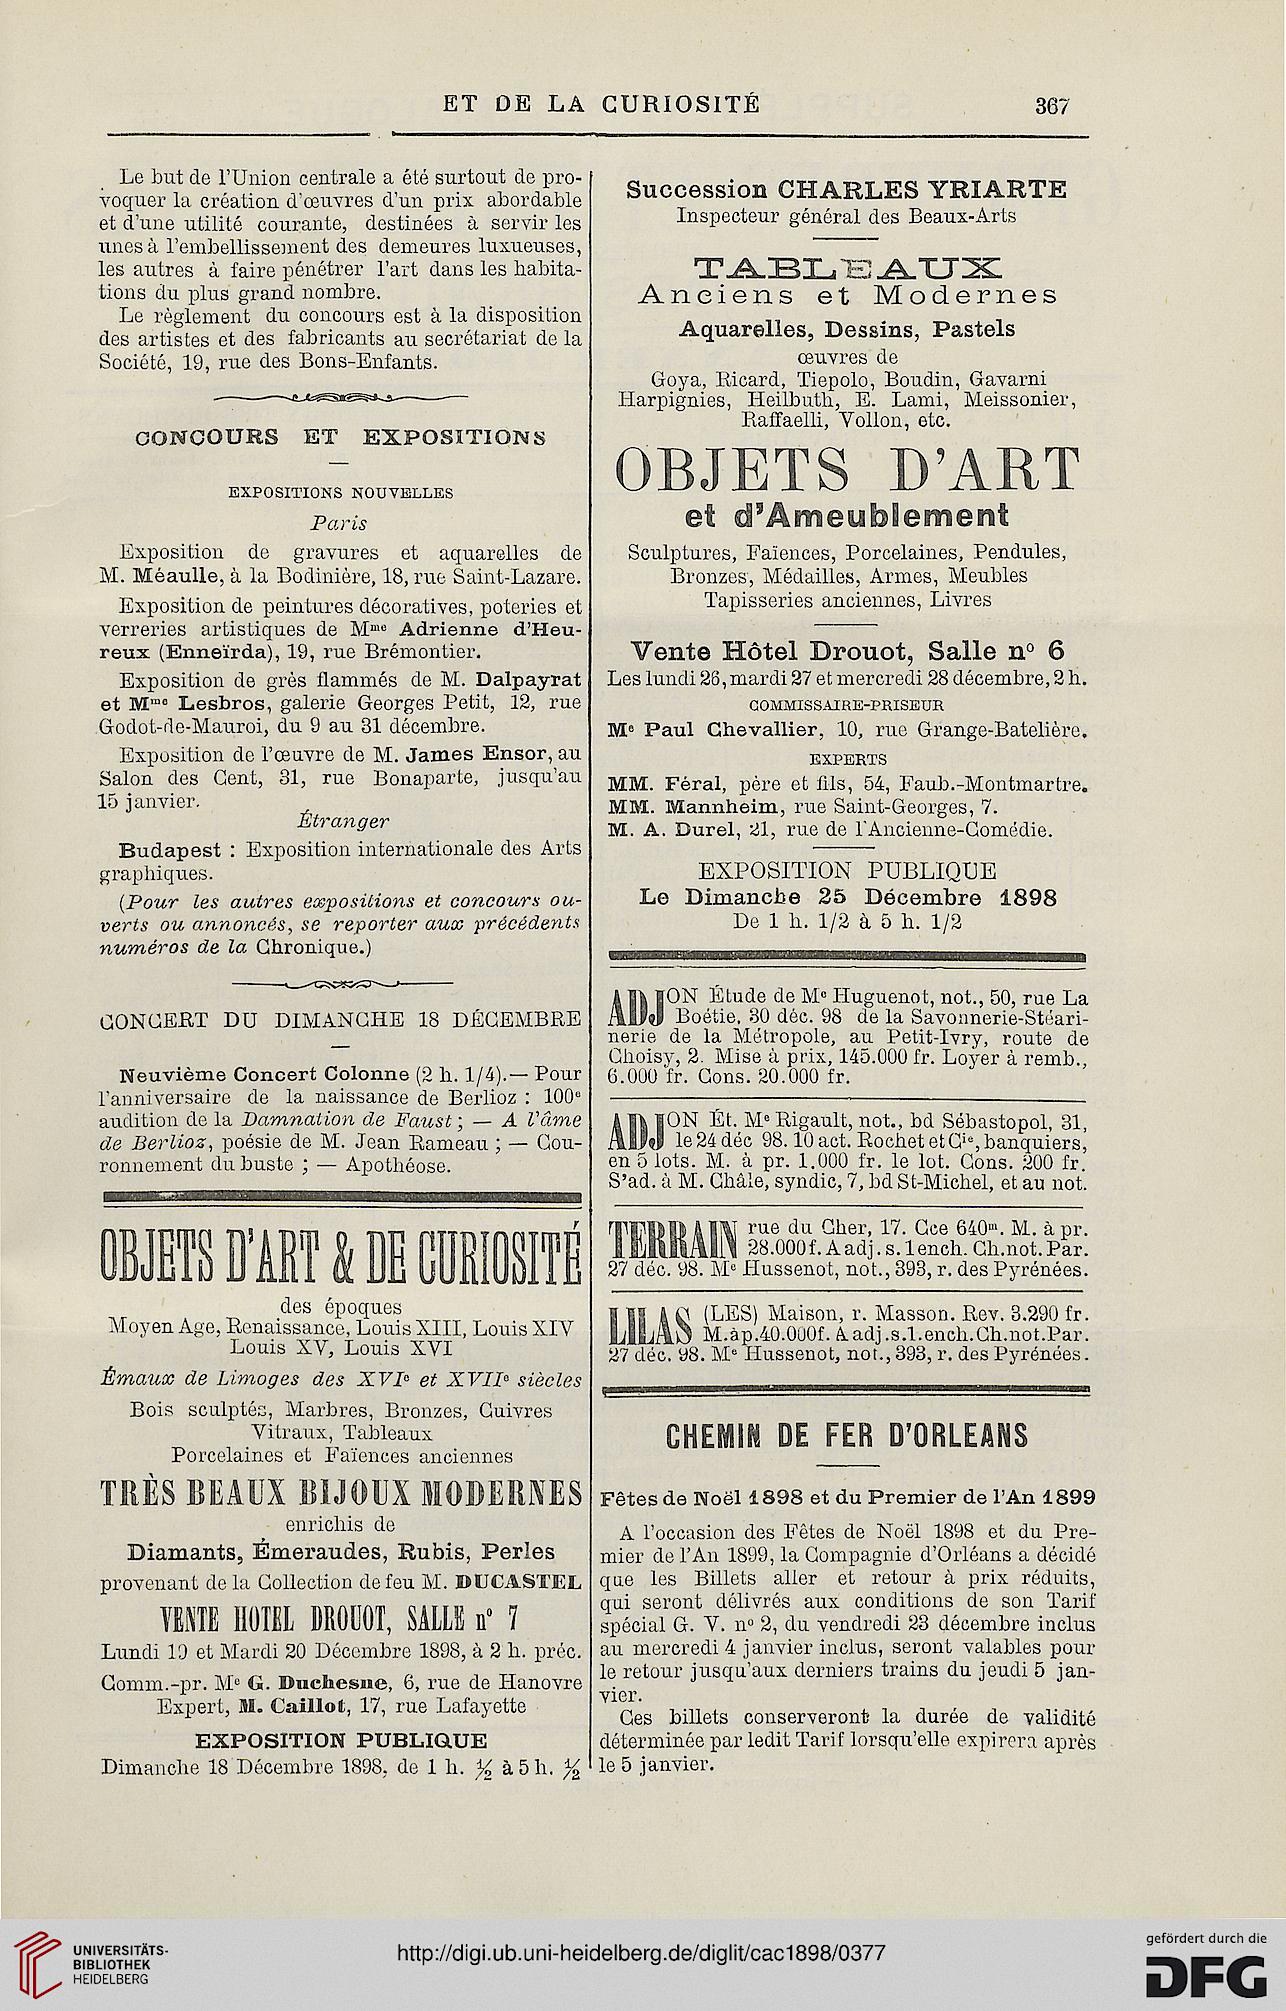 ET DE LA CURIOSITÉ 367
Le but de l'Union centrale a été surtout de pro-
voquer la création d'œuvres d'un prix abordable
et d'une utilité courante, destinées à servir les
unes à l'embellissement des demeures luxueuses,
les autres à faire pénétrer l'art dans les habita-
tions du plus grand nombre.
Le règlement du concours est à la disposition
des artistes et des fabricants au secrétariat de la
Société, 19, rue des Bons-Enfants.
CONCOURS ET EXPOSITIONS
EXPOSITIONS NOUVELLES
Paris
Exposition de gravures et aquarelles de
M. Méaulle, à la Bodinière, 18, rue Saint-Lazare.
Exposition de peintures décoratives, poteries et
verreries artistiques de Mme Adrienne d'Heu-
reux (Enneïrda), 19, rue Brémontier.
Exposition de grès flammés de M. Dalpayrat
et Mme Lesbros, galerie Georges Petit, 12, rue
Godot-de-Mauroi, du 9 au 31 décembre.
Exposition de l'œuvre de M. James Ensor, au
Salon des Cent, 31, rue Bonaparte, jusqu'au
15 janvier.
Étranger
Budapest : Exposition internationale des Arts
graphiques.
(Pour les autres expositions et concours ou-
verts ou annoncés, se reporter aux précédents
numéros de la Chronique.)
CONCERT DU DIMANCHE 18 DÉCEMBRE
Neuvième Concert Colonne (2 h. 1/4).— Pour
l'anniversaire de la naissance de Berlioz : 100e
audition de la Damnation de Faust ; — A l'âme
de Berlioz, poésie de M. Jean Rameau ; — Cou-
ronnement du buste ; — Apothéose.
OBJETS D'ART & DE CURIOSITÉ
des époques
Moyen Age, Renaissance, Louis XIII, Louis XIV
Louis XV, Louis XVI
Émaux de Limoges des XVIe et XVIIe siècles
Bois sculptés, Marbres, Bronzes, Cuivres
Vitraux, Tableaux
Porcelaines et Faïences anciennes
TRÈS BEAUX BIJOUX MODERNES
enrichis de
Diamants, Émeraudes, Rubis, Perles
provenant de la Collection de feu M. DUCASTEL
VENTE HOTEL DROUOT, SALLE n° 7
Lundi 19 et Mardi 20 Décembre 1898, à 2 h. préc.
Comm.-pr. Me G. Duchesne, 6, rue de Hanovre
Expert, M. Caillot, 17, rue Lafayette
EXPOSITION PUBLIQUE
Dimanche 18 Décembre 1898, de 1 h. ½ à 5 h. ½
Succession CHARLES YRIARTE
Inspecteur général des Beaux-Arts
TABLEAUX
Anciens et Modernes
Aquarelles, Dessins, Pastels
œuvres de
Goya, Ricard, Tiepolo, Boudin, Gavarni
Harpignies, Heilbuth, E. Lami, Meissonier,
Raffaelli, Vollon, etc.
OBJETS D'ART
et d'Ameublement
Sculptures, Faïences, Porcelaines, Pendules,
Bronzes, Médailles, Armes, Meubles
Tapisseries anciennes, Livres
Vente Hôtel Drouot, Salle n° 6
Les lundi 26, mardi 27 et mercredi 28 décembre, 2 h.
COMMISSAIRE-PRISEUR
Me Paul Chevallier, 10, rue Grange-Batelière.
EXPERTS
MM. Féral, père et fils, 54, Faub.-Montmartre.
MM. Mannheim, rue Saint-Georges, 7.
M. A. Durel, 21, rue de l'Ancienne-Comédie.
EXPOSITION PUBLIQUE
Le Dimanche 25 Décembre 1898
De 1 h. 1/2 à 5 h. 1/2
ADJON Étude de Me Huguenot, not., 50, rue La
Boétie, 30 déc. 98 de la Savonnerie-Stéari-
nerie de la Métropole, au Petit-Ivry, route de
Choisy, 2. Mise à prix, 145.000 fr. Loyer à remb.,
6.000 fr. Cons. 20.000 fr.
ADJON Ét. Me Rigault, not., bd Sébastopol, 31,
le 24 déc 98. 10 act. Rochet et Cie, banquiers,
en 5 lots. M. à pr. 1.000 fr. le lot. Cons. 200 fr.
S'ad. à M. Châle, syndic, 7, bd St-Michel, et au not.
TERRAIN rue du Cher, 17. Cce 640m. M. à pr.
28.000f. A adj. s. 1 ench. Ch. not. Par.
27 déc. 98. Me Hussenot, not., 393, r. des Pyrénées.
LILAS (LES) Maison, r. Masson. Rev. 3.290 fr.
M. à p. 40.000f. A adj. s. 1. ench. Ch. not. Par.
27 déc. 98. Me Hussenot, not., 393, r. des Pyrénées.
CHEMIN DE FER D'ORLEANS
Fêtes de Noël 1898 et du Premier de l'An 1899
A l'occasion des Fêtes de Noël 1898 et du Pre-
mier de l'An 1899, la Compagnie d'Orléans a décidé
que les Billets aller et retour à prix réduits,
qui seront délivrés aux conditions de son Tarif
spécial G. V. n° 2, du vendredi 23 décembre inclus
au mercredi 4 janvier inclus, seront valables pour
le retour jusqu'aux derniers trains du jeudi 5 jan-
vier.
Ces billets conserveront la durée de validité
déterminée par ledit Tarif lorsqu'elle expirera après
le 5 janvier.
UNIVERSITÄTS-
BIBLIOTHEK
HEIDELBERG
http://digi.ub.uni-heidelberg.de/diglit/cac1898/0377
gefördert durch die
DFG